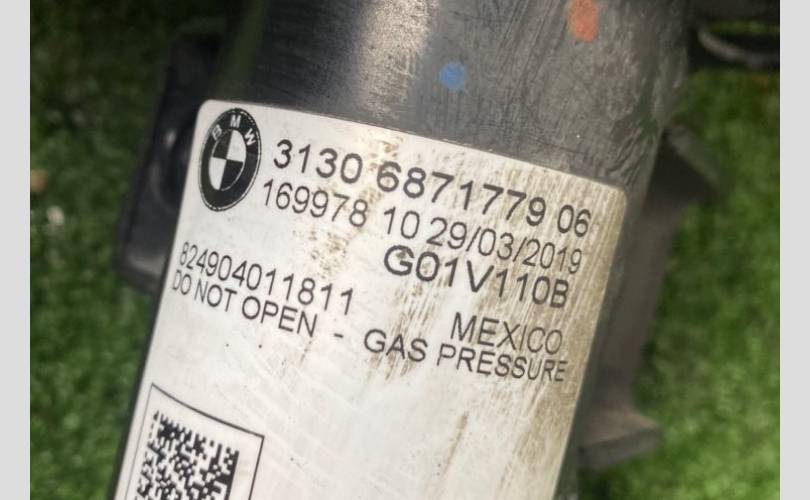 BMW
3130 6871779 06
169978 10 29/03/2019
G01V110B
824904011811
MEXICO
DO NOT OPEN - GAS PRESSURE